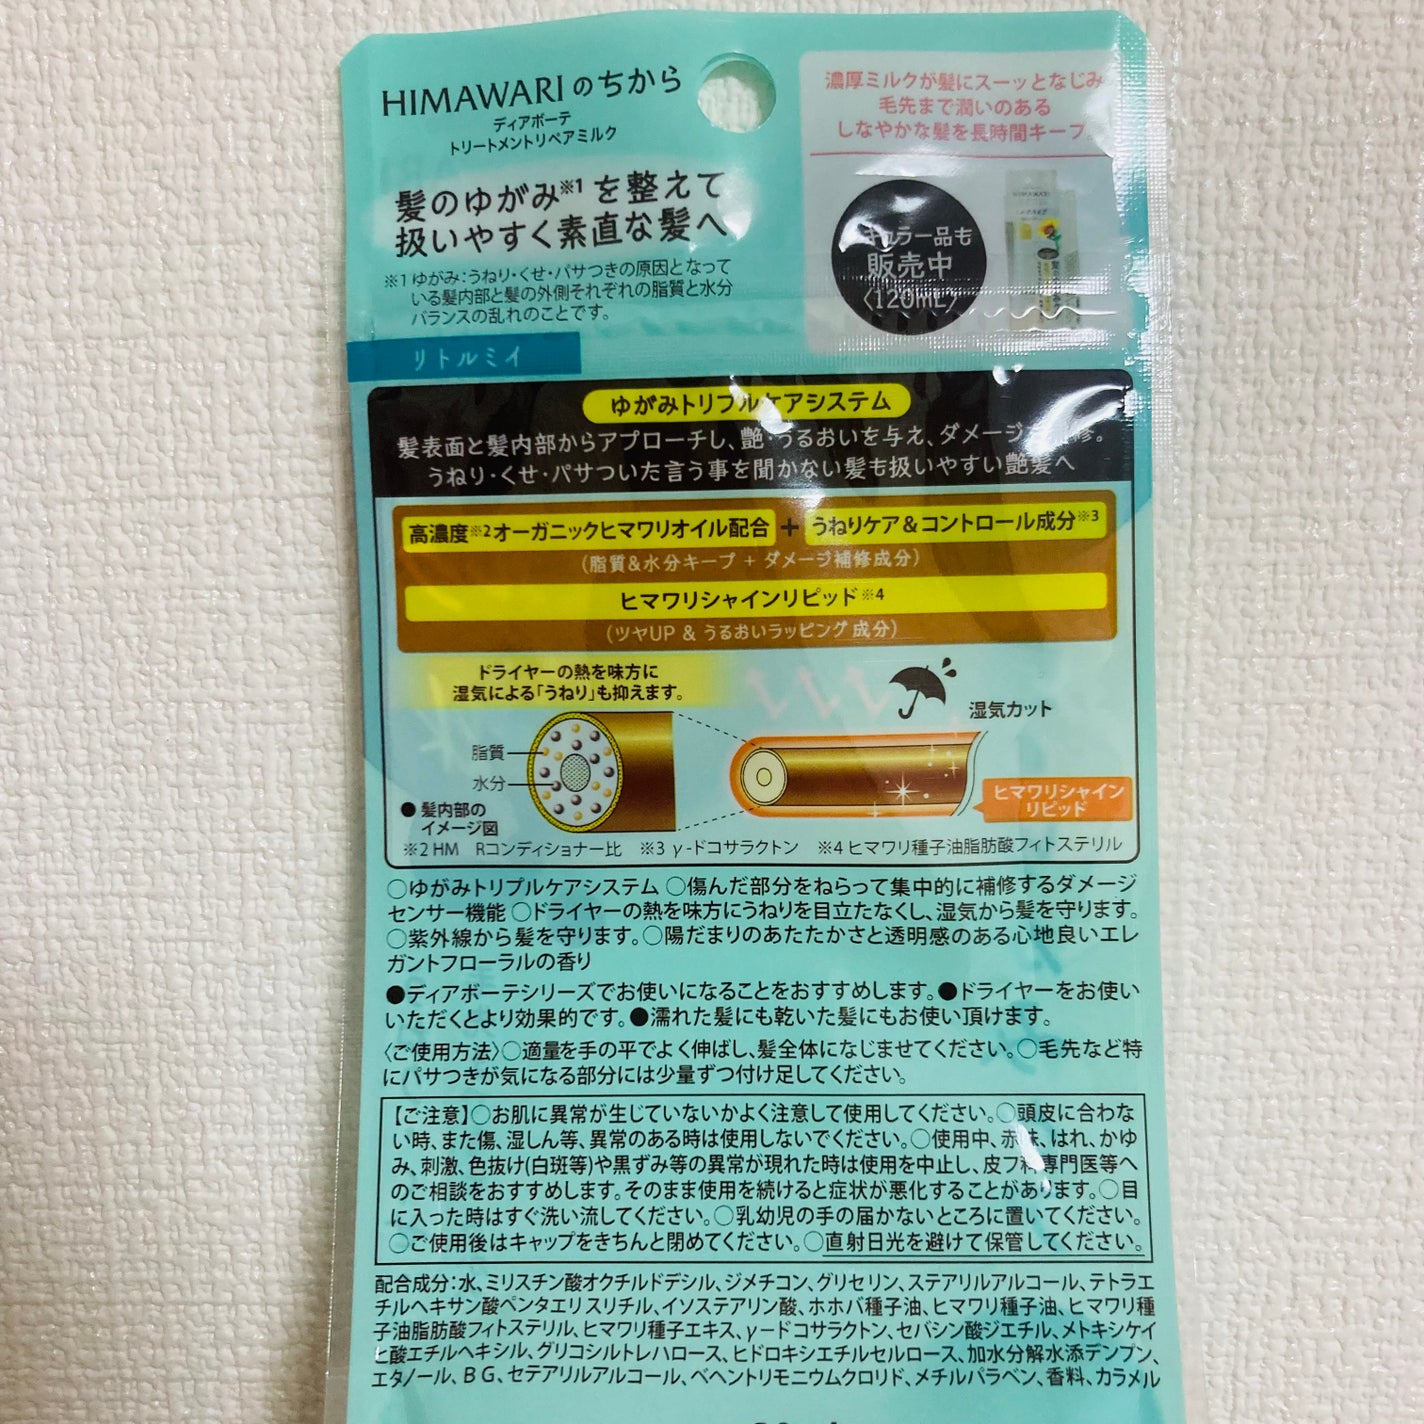 HIMAWARIのちから
ディアボーテ
トリートメントリペアミルク
髪のゆがみ※1を整えて
扱いやすく素直な髪へ
※1 ゆがみ:うねり・くせ・パサつきの原因となって
いる髪内部と髪の外側それぞれの脂質と水分
バランスの乱れのことです。
濃厚ミルクが髪にスーッとなじみ
毛先まで潤いのある
しなやかな髪を長時間キープ。
ュラー品も
販売中
〈120mL〉
リトルミイ
ゆがみトリプルケアシステム
髪表面と髪内部からアプローチし、艶・うるおいを与え、ダメージ 修。
うねり・くせ・パサついた言う事を聞かない髪も扱いやすい艶髪へ
高濃度※2オーガニックヒマワリオイル配合 + うねりケア&コントロール成分※3
(脂質&水分キープ + ダメージ補修成分)
ヒマワリシャインリピッド※4
(ツヤUP & うるおいラッピング成分)
ドライヤーの熱を味方に
湿気による「うねり」も抑えます。
湿気カット
脂質
水分
ヒマワリシャイン
リピッド
●髪内部の
イメージ図
※2 HM Rコンディショナー比 ※3 γ-ドコサラクトン ※4 ヒマワリ種子油脂肪酸フィトステリル
○ゆがみトリプルケアシステム ○傷んだ部分をねらって集中的に補修するダメージ
センサー機能 ○ドライヤーの熱を味方にうねりを目立たなくし、湿気から髪を守ります。
○紫外線から髪を守ります。○陽だまりのあたたかさと透明感のある心地良いエレ
ガントフローラルの香り
●ディアボーテシリーズでお使いになることをおすすめします。●ドライヤーをお使い
いただくとより効果的です。●濡れた髪にも乾いた髪にもお使い頂けます。
〈ご使用方法〉○適量を手の平でよく伸ばし、髪全体になじませてください。○毛先など特
にパサつきが気になる部分には少量ずつ付け足してください。
【ご注意】○お肌に異常が生じていないかよく注意して使用してください。○頭皮に合わな
い時、また傷、湿しん等、異常のある時は使用しないでください。○使用中、赤味、はれ、かゆ
み、刺激、色抜け(白斑等)や黒ずみ等の異常が現れた時は使用を中止し、皮フ科専門医等へ
のご相談をおすすめします。そのまま使用を続けると症状が悪化することがあります。○目
に入った時はすぐ洗い流してください。○乳幼児の手の届かないところに置いてください。
○ご使用後はキャップをきちんと閉めてください。○直射日光を避けて保管してください。
配合成分:水、ミリスチン酸オクチルドデシル、ジメチコン、グリセリン、ステアリルアルコール、テトラエ
チルヘキサン酸ペンタエリスリチル、イソステアリン酸、ホホバ種子油、ヒマワリ種子油、ヒマワリ種
子油脂肪酸フィトステリル、ヒマワリ種子エキス、γ-ドコサラクトン、セバシン酸ジエチル、メトキシケイ
ヒ酸エチルヘキシル、グリコシルトレハロース、ヒドロキシエチルセルロース、加水分解水添デンプン、
エタノール、BG、セテアリルアルコール、ベヘントリモニウムクロリド、メチルパラベン、香料、カラメル